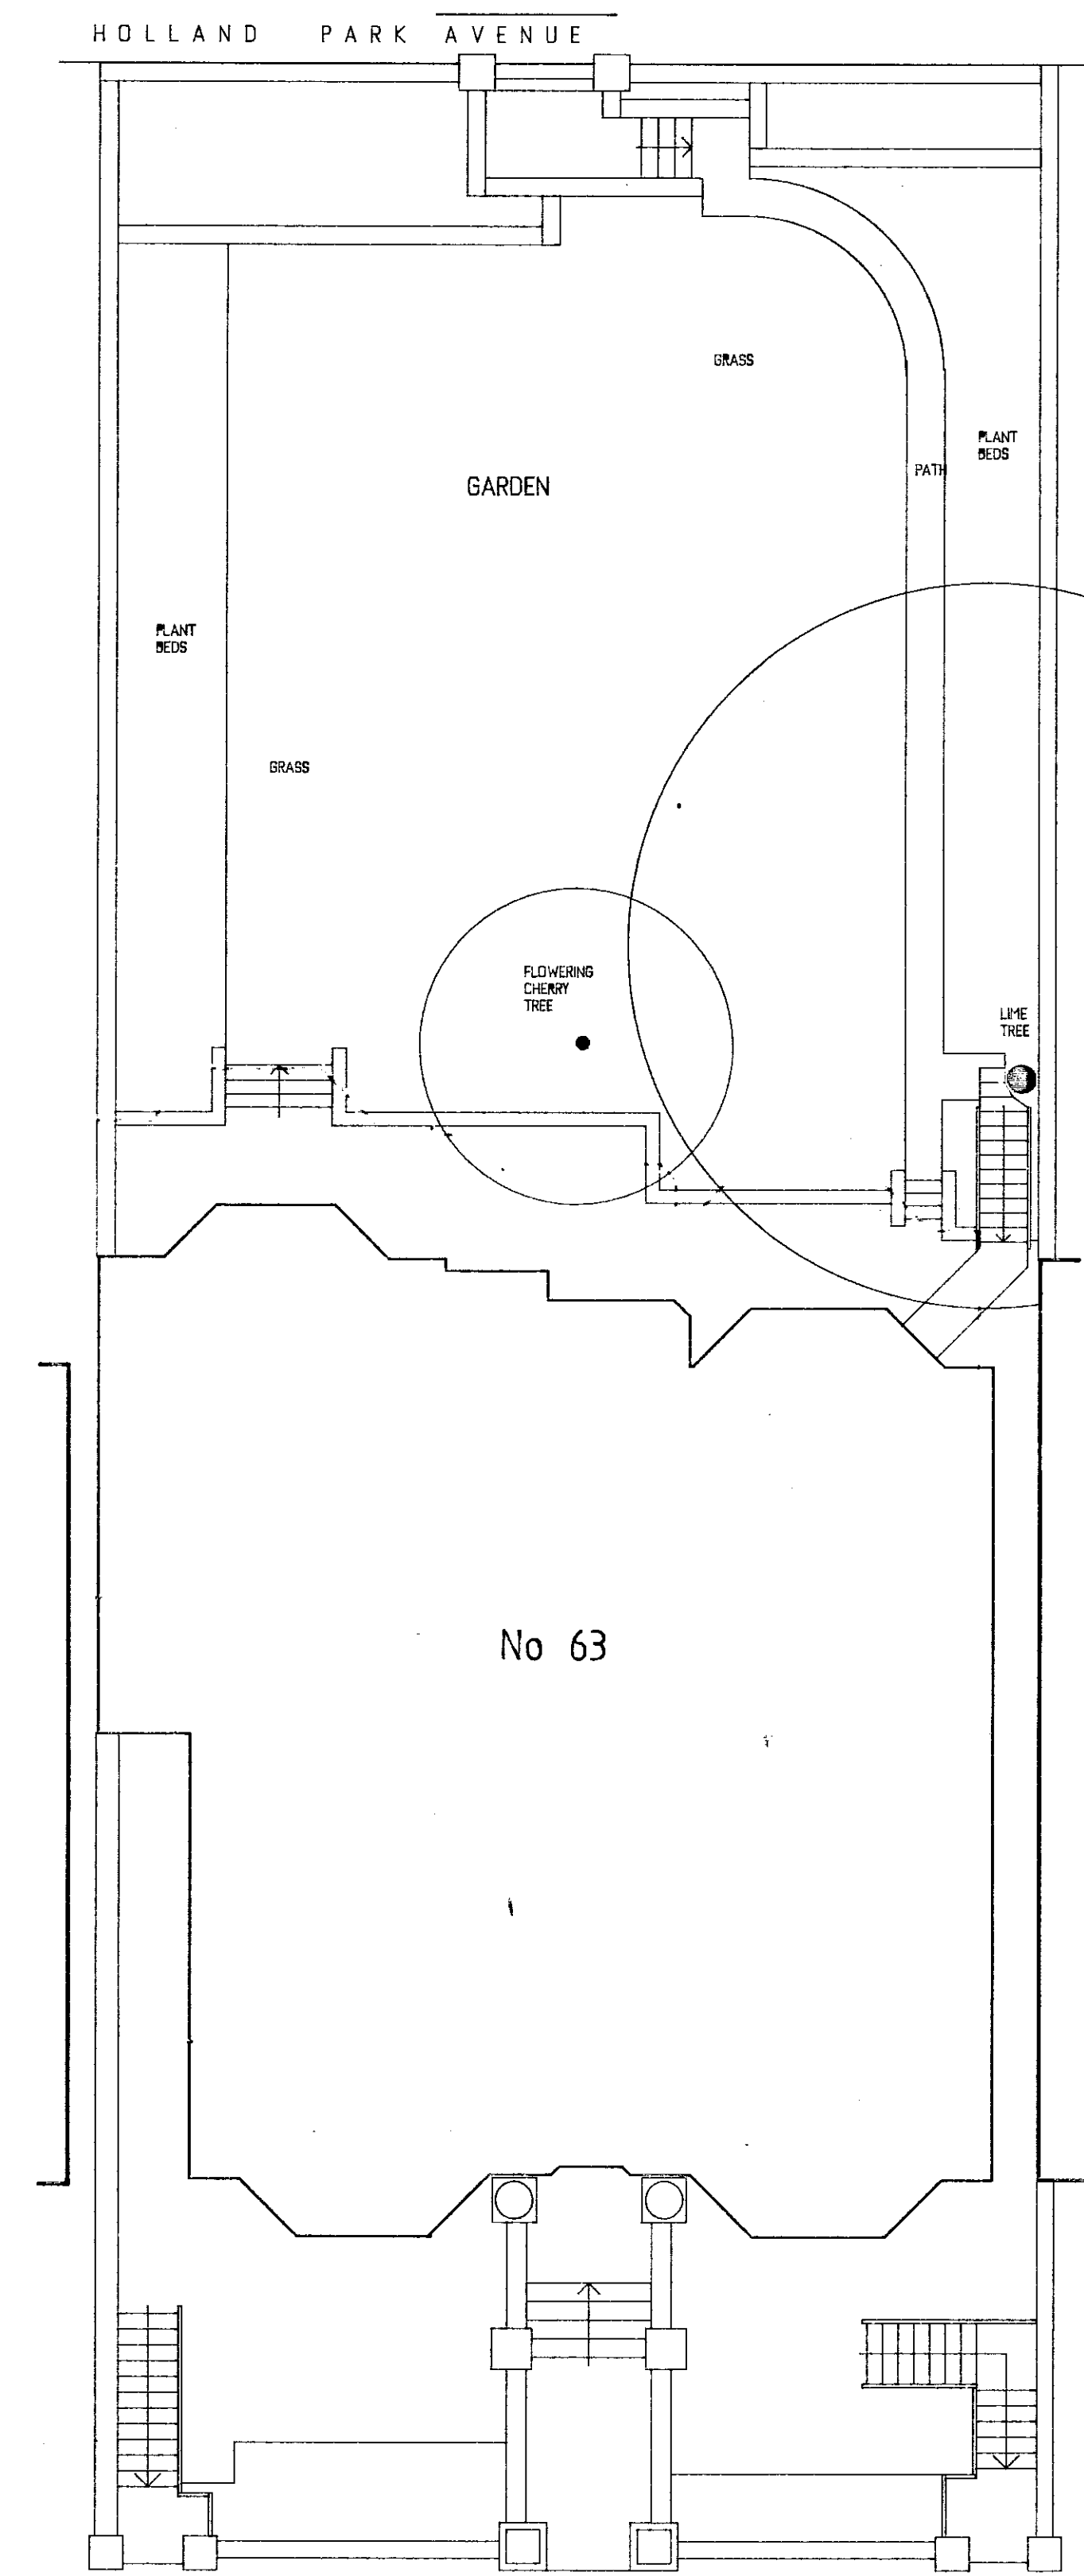 HOLLAND PARK AVENUE
GRASS
PLANT
BEDS
GARDEN
PATH
PLANT
BEDS
GRASS
FLOWERING
CHERRY
TREE
LIME
TREE
No 63